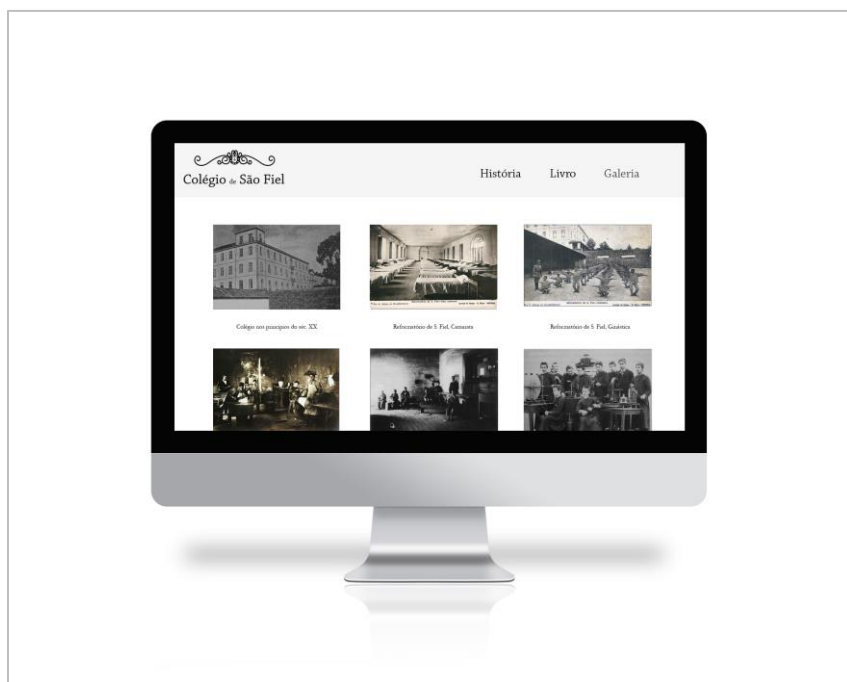 Colégio de São Fiel
História
Livro
Galeria
Colégio nos principios do séc. XX
Reformatório de S. Fiel, Camarata
Reformatório de S. Fiel, Ginástica